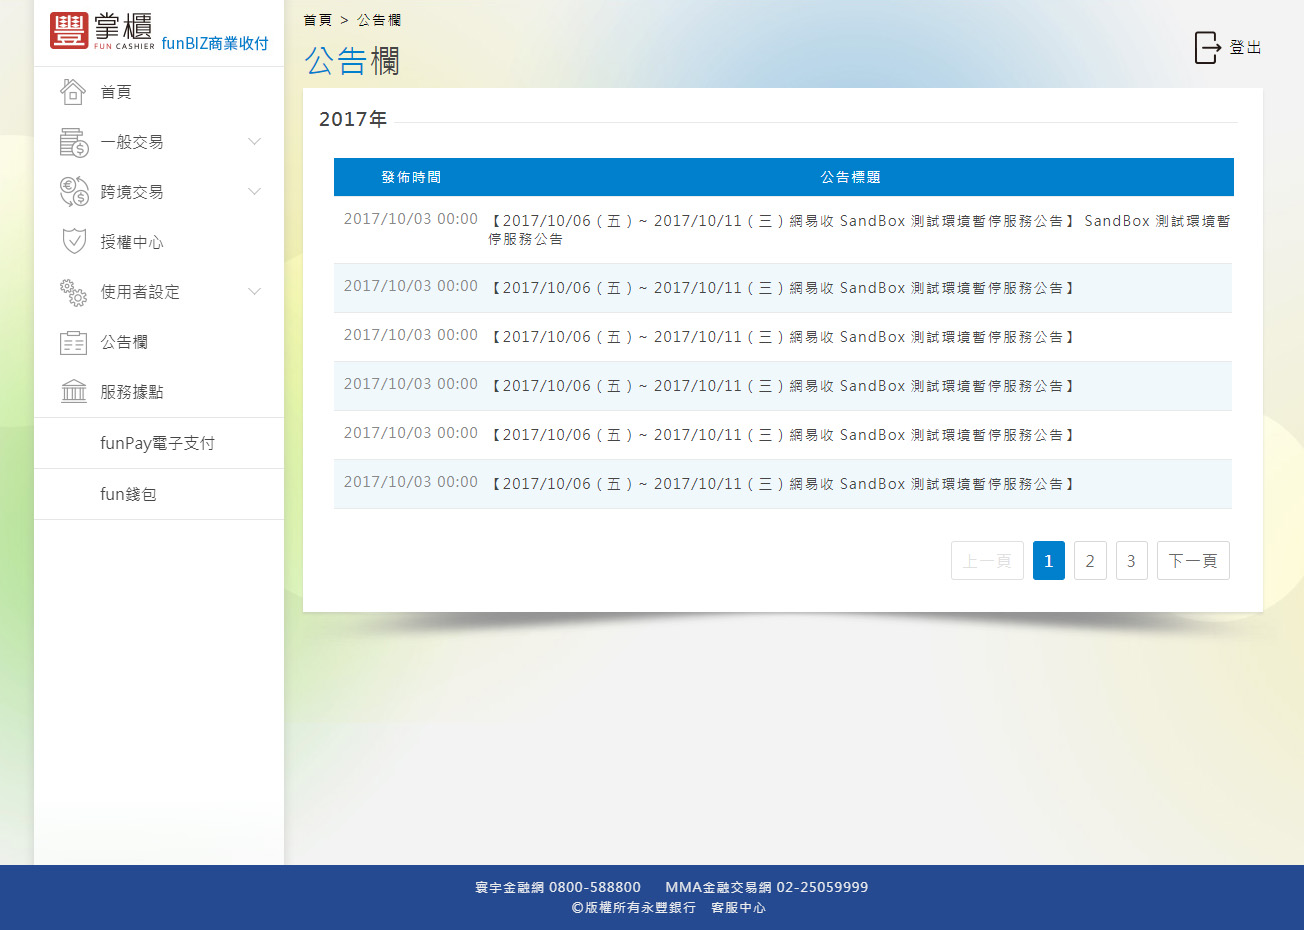 豐 掌櫃
FUN CASHIER funBIZ商業收付
首頁
一般交易
跨境交易
授權中心
使用者設定
公告欄
服務據點
funPay電子支付
fun錢包
首頁 > 公告欄
公告欄
登出
2017年
發佈時間 公告標題
2017/10/03 00:00 【2017/10/06 ( 五 ) ~ 2017/10/11 ( 三 ) 網易收 SandBox 測試環境暫停服務公告】 SandBox 測試環境暫
停服務公告
2017/10/03 00:00 【2017/10/06 ( 五 ) ~ 2017/10/11 ( 三 ) 網易收 SandBox 測試環境暫停服務公告】
2017/10/03 00:00 【2017/10/06 ( 五 ) ~ 2017/10/11 ( 三 ) 網易收 SandBox 測試環境暫停服務公告】
2017/10/03 00:00 【2017/10/06 ( 五 ) ~ 2017/10/11 ( 三 ) 網易收 SandBox 測試環境暫停服務公告】
2017/10/03 00:00 【2017/10/06 ( 五 ) ~ 2017/10/11 ( 三 ) 網易收 SandBox 測試環境暫停服務公告】
2017/10/03 00:00 【2017/10/06 ( 五 ) ~ 2017/10/11 ( 三 ) 網易收 SandBox 測試環境暫停服務公告】
上一頁 1 2 3 下一頁
寰宇金融網 0800-588800 MMA金融交易網 02-25059999
©版權所有永豐銀行 客服中心